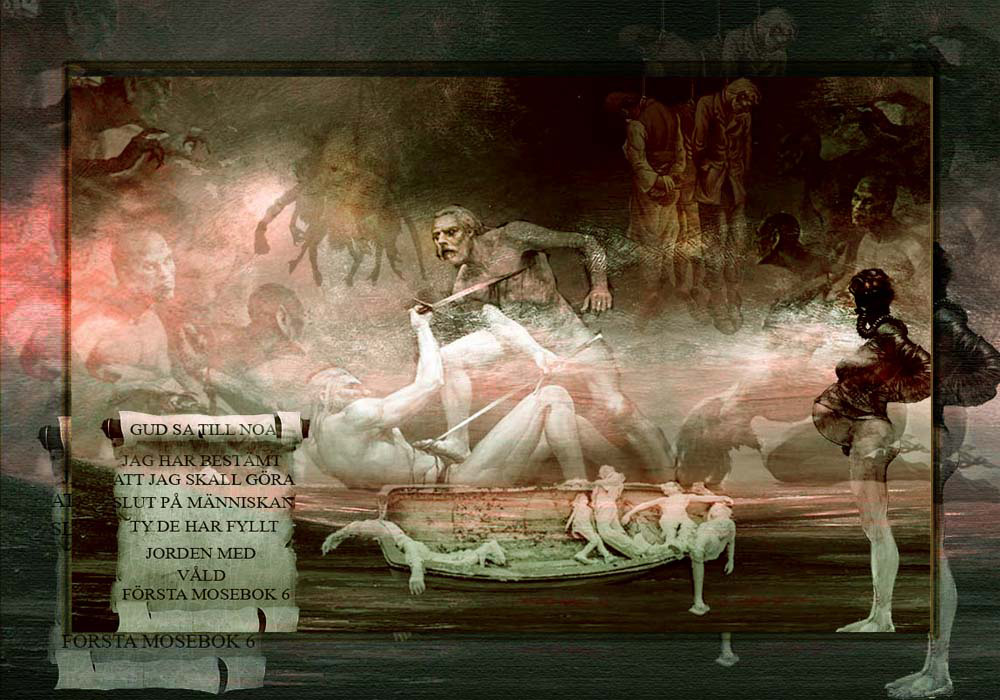 GUD SA TILL NOA
JAG HAR BESTÄMT
ATT JAG SKALL GÖRA
SLUT PÅ MÄNNISKAN
TY DE HAR FYLLT
JORDEN MED
VÅLD
FÖRSTA MOSEBOK 6
FÖRSTA MOSEBOK 6